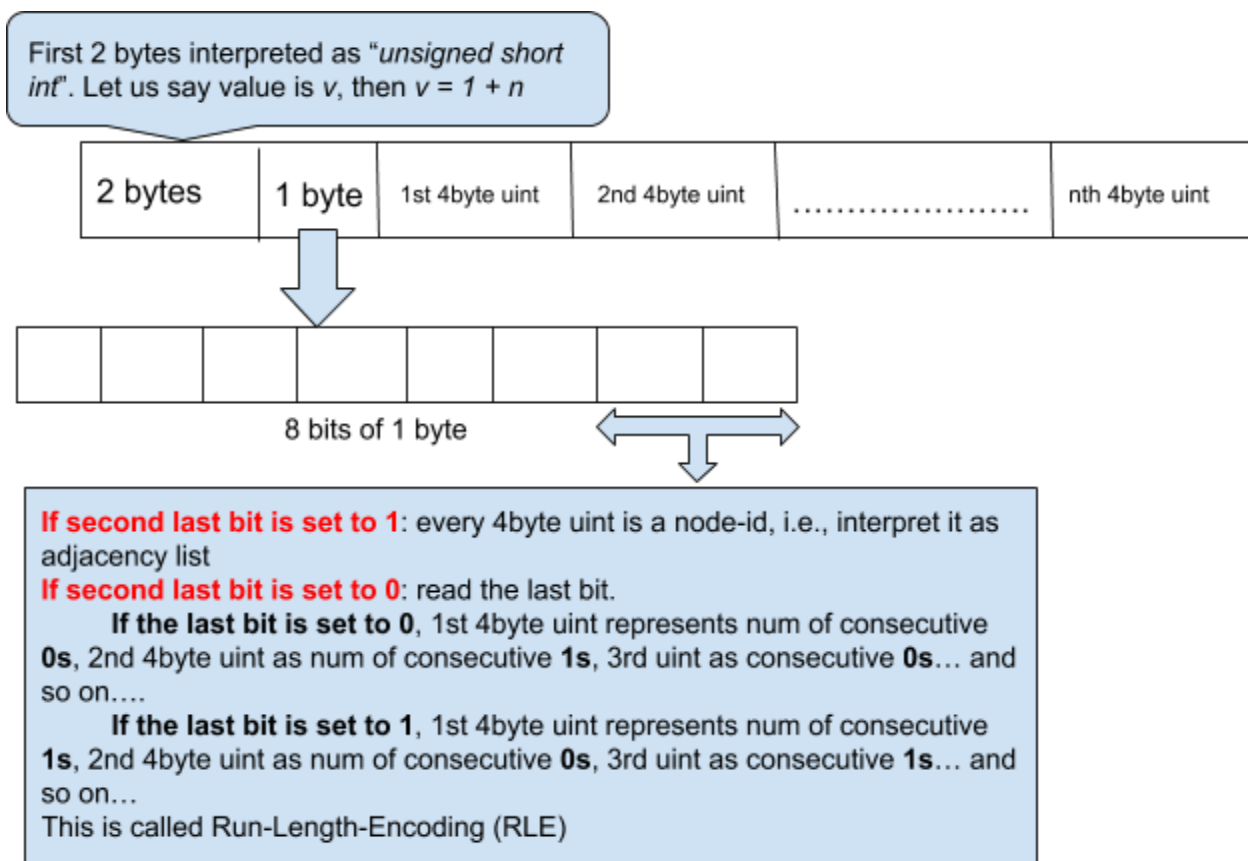 First 2 bytes interpreted as “unsigned short
int”. Let us say value is v, then v = 1 + n
2 bytes
1 byte
1st 4byte uint
2nd 4byte uint
.......................
nth 4byte uint
8 bits of 1 byte
If second last bit is set to 1: every 4byte uint is a node-id, i.e., interpret it as
adjacency list
If second last bit is set to 0: read the last bit.
If the last bit is set to 0, 1st 4byte uint represents num of consecutive
0s, 2nd 4byte uint as num of consecutive 1s, 3rd uint as consecutive 0s… and
so on….
If the last bit is set to 1, 1st 4byte uint represents num of consecutive
1s, 2nd 4byte uint as num of consecutive 0s, 3rd uint as consecutive 1s… and
so on…
This is called Run-Length-Encoding (RLE)